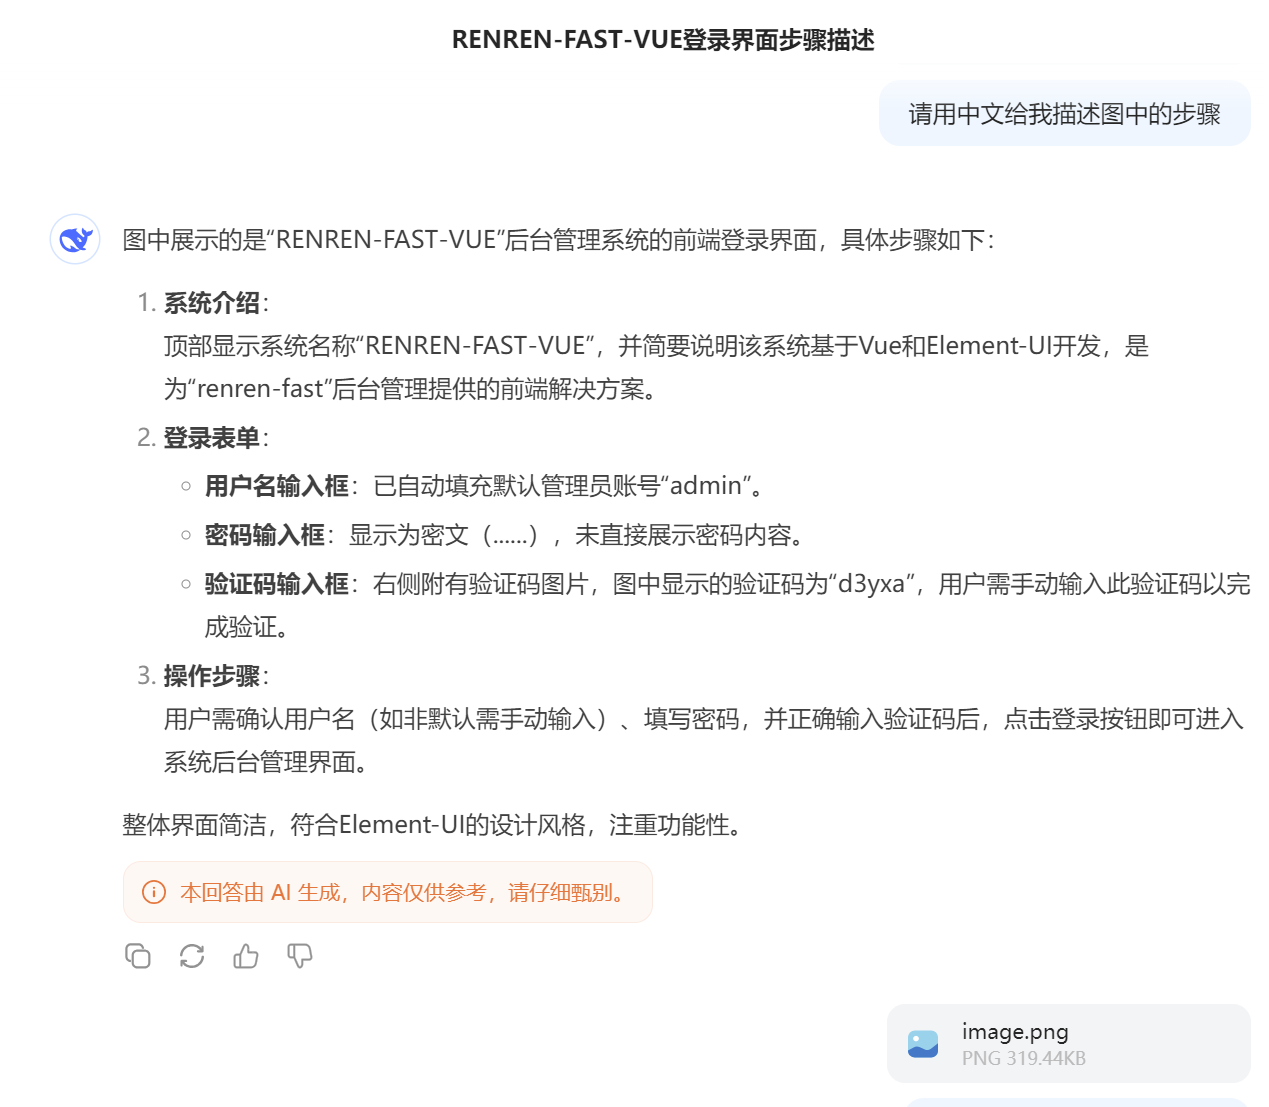 RENREN-FAST-VUE登录界面步骤描述
请用中文给我描述图中的步骤
图中展示的是“RENREN-FAST-VUE”后台管理系统的前端登录界面，具体步骤如下：
1. 系统介绍：
顶部显示系统名称“RENREN-FAST-VUE”，并简要说明该系统基于Vue和Element-UI开发，是
为“renren-fast”后台管理提供的前端解决方案。
2. 登录表单：
用户名输入框：已自动填充默认管理员账号“admin”。
密码输入框：显示为密文（......），未直接展示密码内容。
验证码输入框：右侧附有验证码图片，图中显示的验证码为“d3yxa”，用户需手动输入此验证码以完
成验证。
3. 操作步骤：
用户需确认用户名（如非默认需手动输入）、填写密码，并正确输入验证码后，点击登录按钮即可进入
系统后台管理界面。
整体界面简洁，符合Element-UI的设计风格，注重功能性。
本回答由 AI 生成，内容仅供参考，请仔细甄别。
image.png
PNG 319.44KB